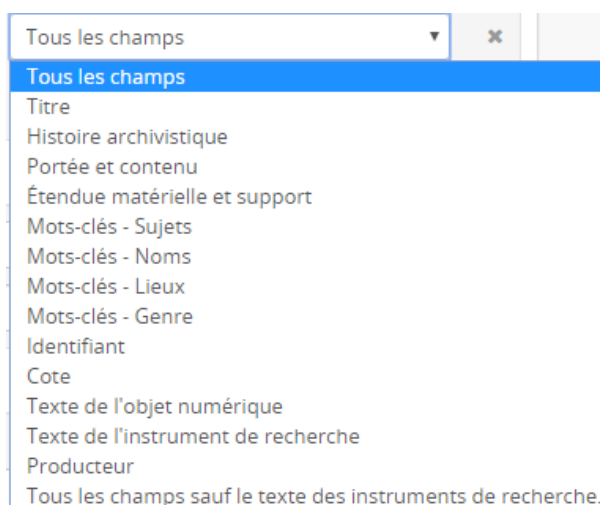 Tous les champs
Tous les champs
Titre
Histoire archivistique
Portée et contenu
Étendue matérielle et support
Mots-clés - Sujets
Mots-clés - Noms
Mots-clés - Lieux
Mots-clés - Genre
Identifiant
Cote
Texte de l'objet numérique
Texte de l'instrument de recherche
Producteur
Tous les champs sauf le texte des instruments de recherche.